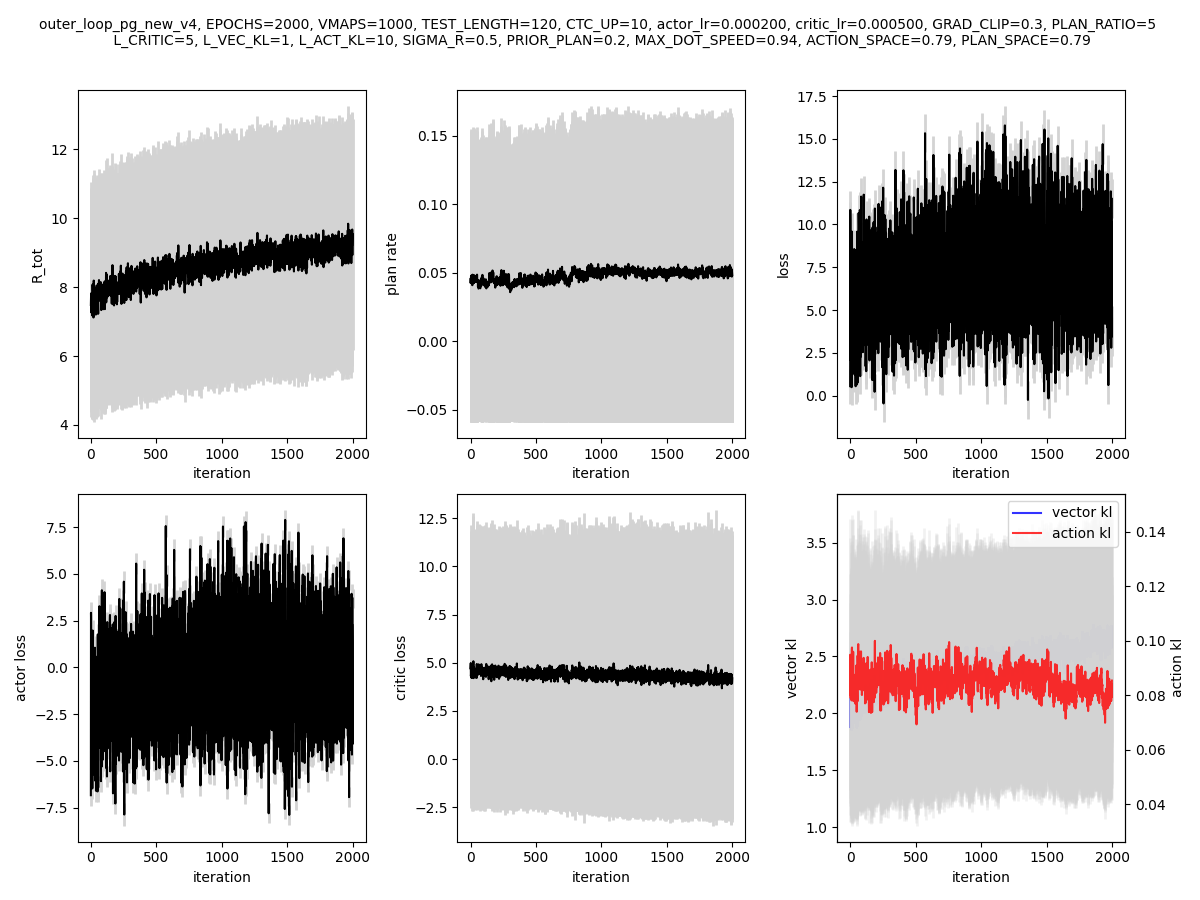 outer_loop_pg_new_v4, EPOCHS=2000, VMAPS=1000, TEST_LENGTH=120, CTC_UP=10, actor_lr=0.000200, critic_lr=0.000500, GRAD_CLIP=0.3, PLAN_RATIO=5
L_CRITIC=5, L_VEC_KL=1, L_ACT_KL=10, SIGMA_R=0.5, PRIOR_PLAN=0.2, MAX_DOT_SPEED=0.94, ACTION_SPACE=0.79, PLAN_SPACE=0.79
12
10
8
6
4
R_tot
0 500 1000 1500 2000
iteration
0.15
0.10
0.05
0.00
−0.05
plan rate
0 500 1000 1500 2000
iteration
17.5
15.0
12.5
10.0
7.5
5.0
2.5
0.0
loss
0 500 1000 1500 2000
iteration
7.5
5.0
2.5
0.0
−2.5
−5.0
−7.5
actor loss
0 500 1000 1500 2000
iteration
12.5
10.0
7.5
5.0
2.5
0.0
−2.5
critic loss
0 500 1000 1500 2000
iteration
vector kl
action kl
3.5
3.0
2.5
2.0
1.5
1.0
vector kl
0.14
0.12
0.10
0.08
0.06
0.04
action kl
0 500 1000 1500 2000
iteration